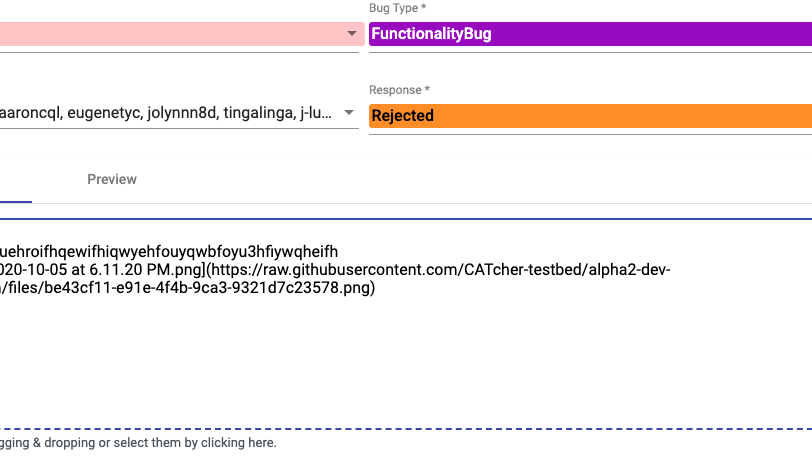 Bug Type *
FunctionalityBug
Response *
aaroncql, eugenetyc, jolynnn8d, tingalinga, j-lu...
Rejected
Preview
uehroifhqewifhiqwyehfouyqwbfoyu3hfiywqheifh
020-10-05 at 6.11.20 PM.png](https://raw.githubusercontent.com/CATcher-testbed/alpha2-dev-
/files/be43cf11-e91e-4f4b-9ca3-9321d7c23578.png)
gging & dropping or select them by clicking here.